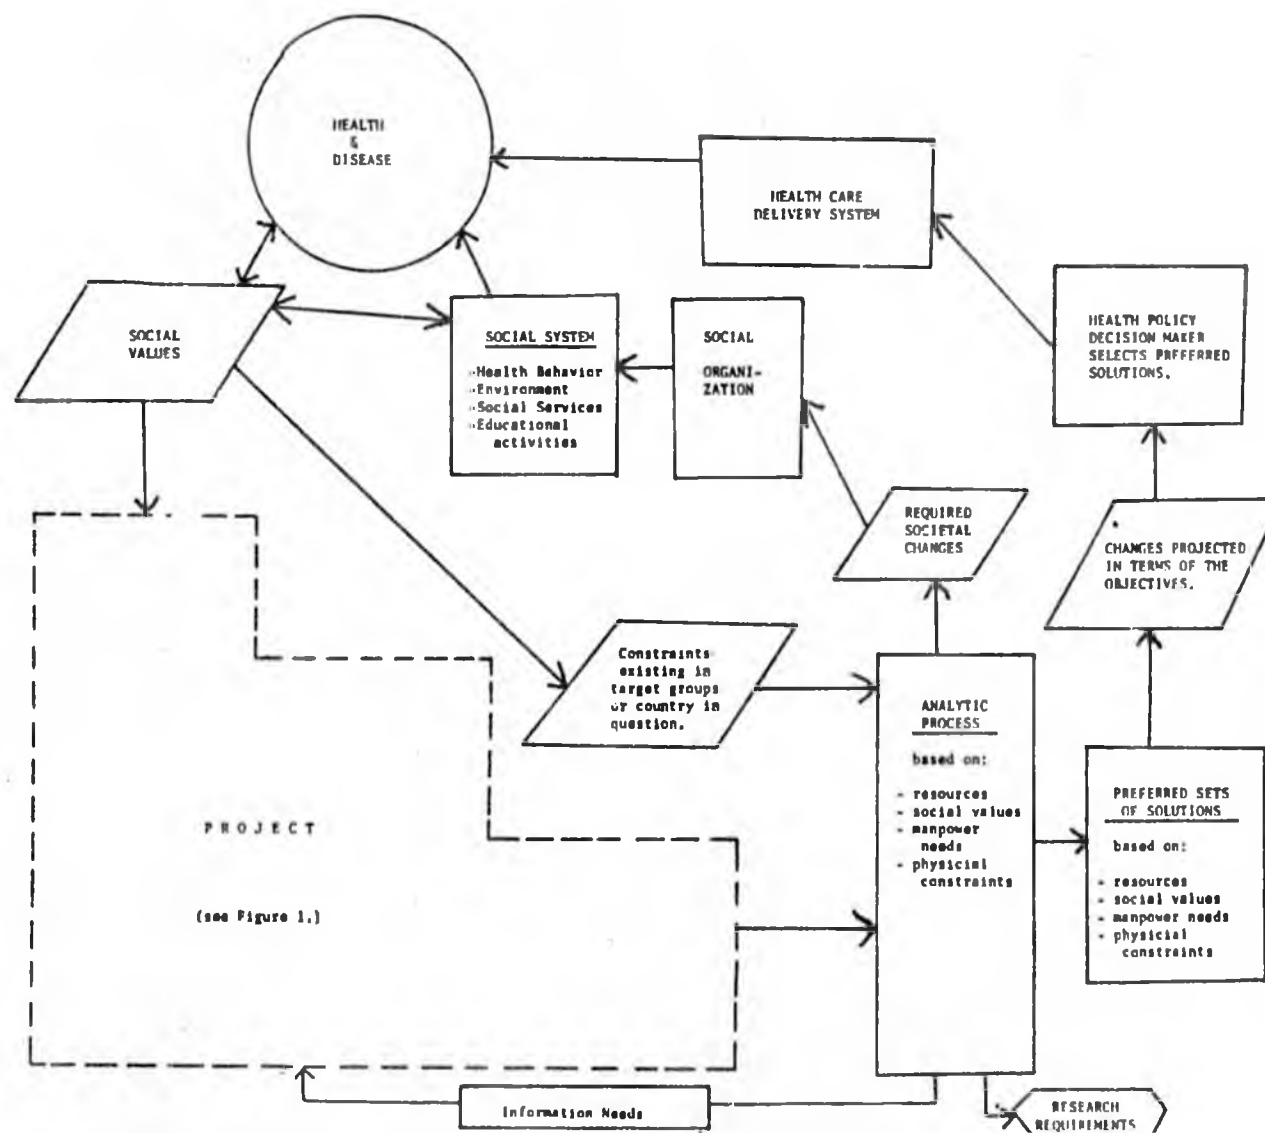 HEALTH
&
DISEASE
HEALTH CARE
DELIVERY SYSTEM
HEALTH POLICY
DECISION MAKER
SELECTS PREFERRED
SOLUTIONS.
SOCIAL
VALUES
SOCIAL SYSTEM
-Health Behavior
-Environment
-Social Services
-Educational
activities
SOCIAL
ORGANI-
ZATION
REQUIRED
SOCIETAL
CHANGES
CHANGES PROJECTED
IN TERMS OF THE
OBJECTIVES.
Constraints
existing in
target groups
or country in
question.
ANALYTIC
PROCESS
based on:
- resources
- social values
- manpower
needs
- physicial
constraints
PREFERRED SETS
OF SOLUTIONS
based on:
- resources
- social values
- manpower needs
- physicial
constraints
PROJECT
(see Figure 1.)
Information Needs
RESEARCH
REQUIREMENTS